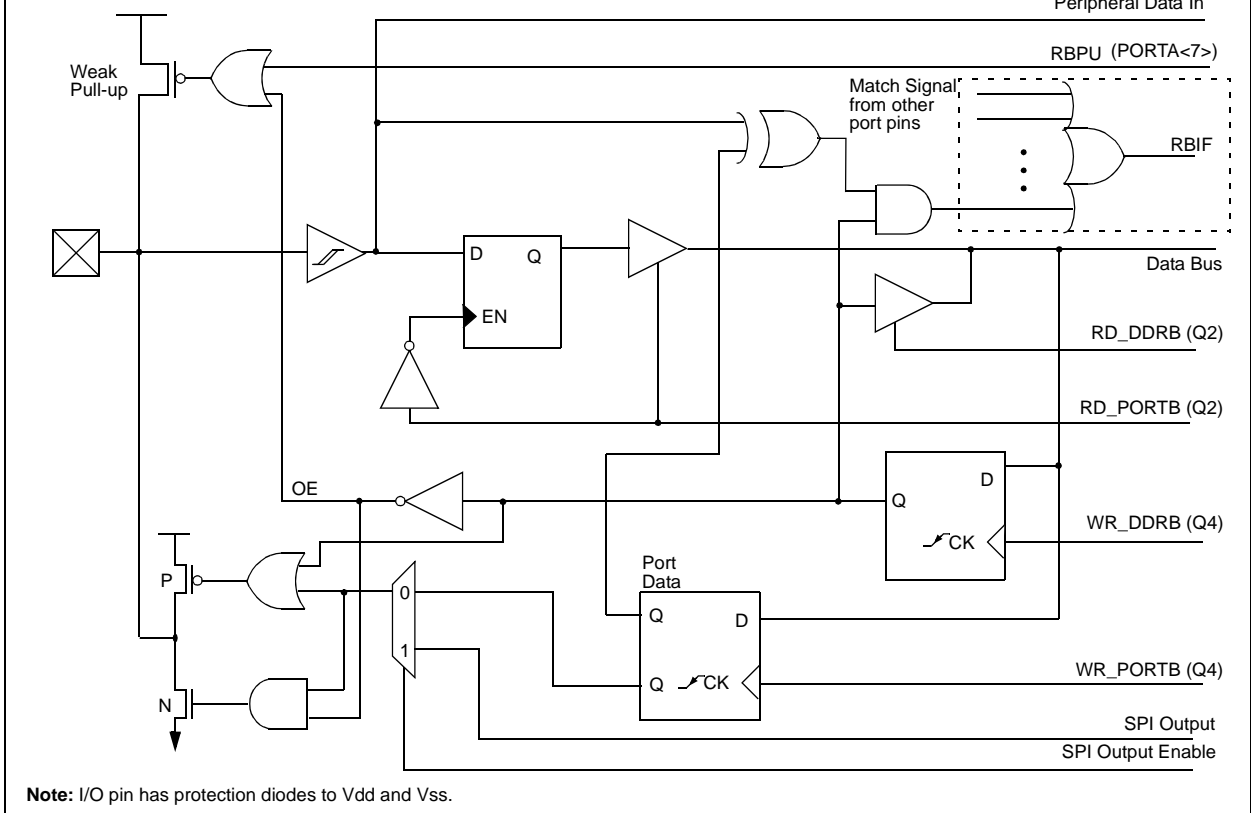 Peripheral Data In
RBPU (PORTA<7>)
Weak
Pull-up
Match Signal
from other
port pins
RBIF
D
Q
EN
Data Bus
RD_DDRB (Q2)
RD_PORTB (Q2)
OE
D
Q
CK
WR_DDRB (Q4)
P
Port
Data
0
1
Q
D
Q
CK
WR_PORTB (Q4)
N
SPI Output
SPI Output Enable
Note: I/O pin has protection diodes to Vdd and Vss.